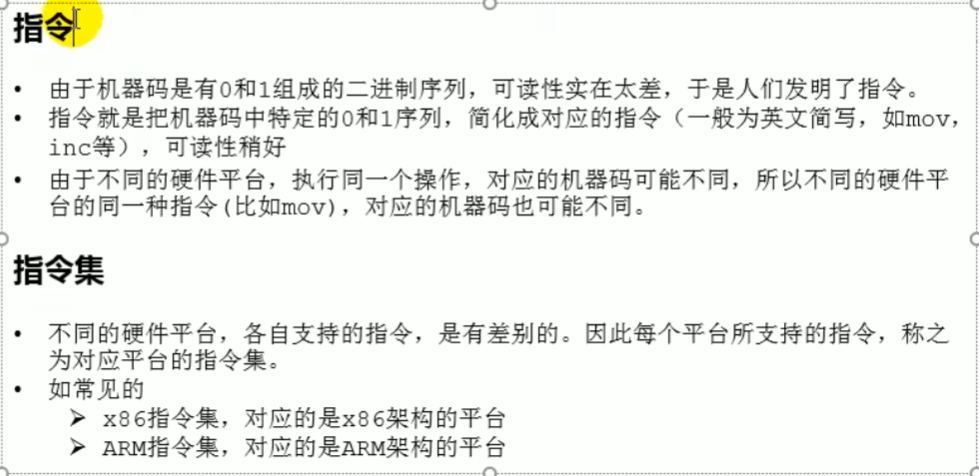 指令
• 由于机器码是有0和1组成的二进制序列，可读性实在太差，于是人们发明了指令。
• 指令就是把机器码中特定的0和1序列，简化成对应的指令（一般为英文简写，如mov，
inc等），可读性稍好
• 由于不同的硬件平台，执行同一个操作，对应的机器码可能不同，所以不同的硬件平
台的同一种指令(比如mov)，对应的机器码也可能不同。
指令集
• 不同的硬件平台，各自支持的指令，是有差别的。因此每个平台所支持的指令，称之
为对应平台的指令集。
• 如常见的
➢ x86指令集，对应的是x86架构的平台
➢ ARM指令集，对应的是ARM架构的平台